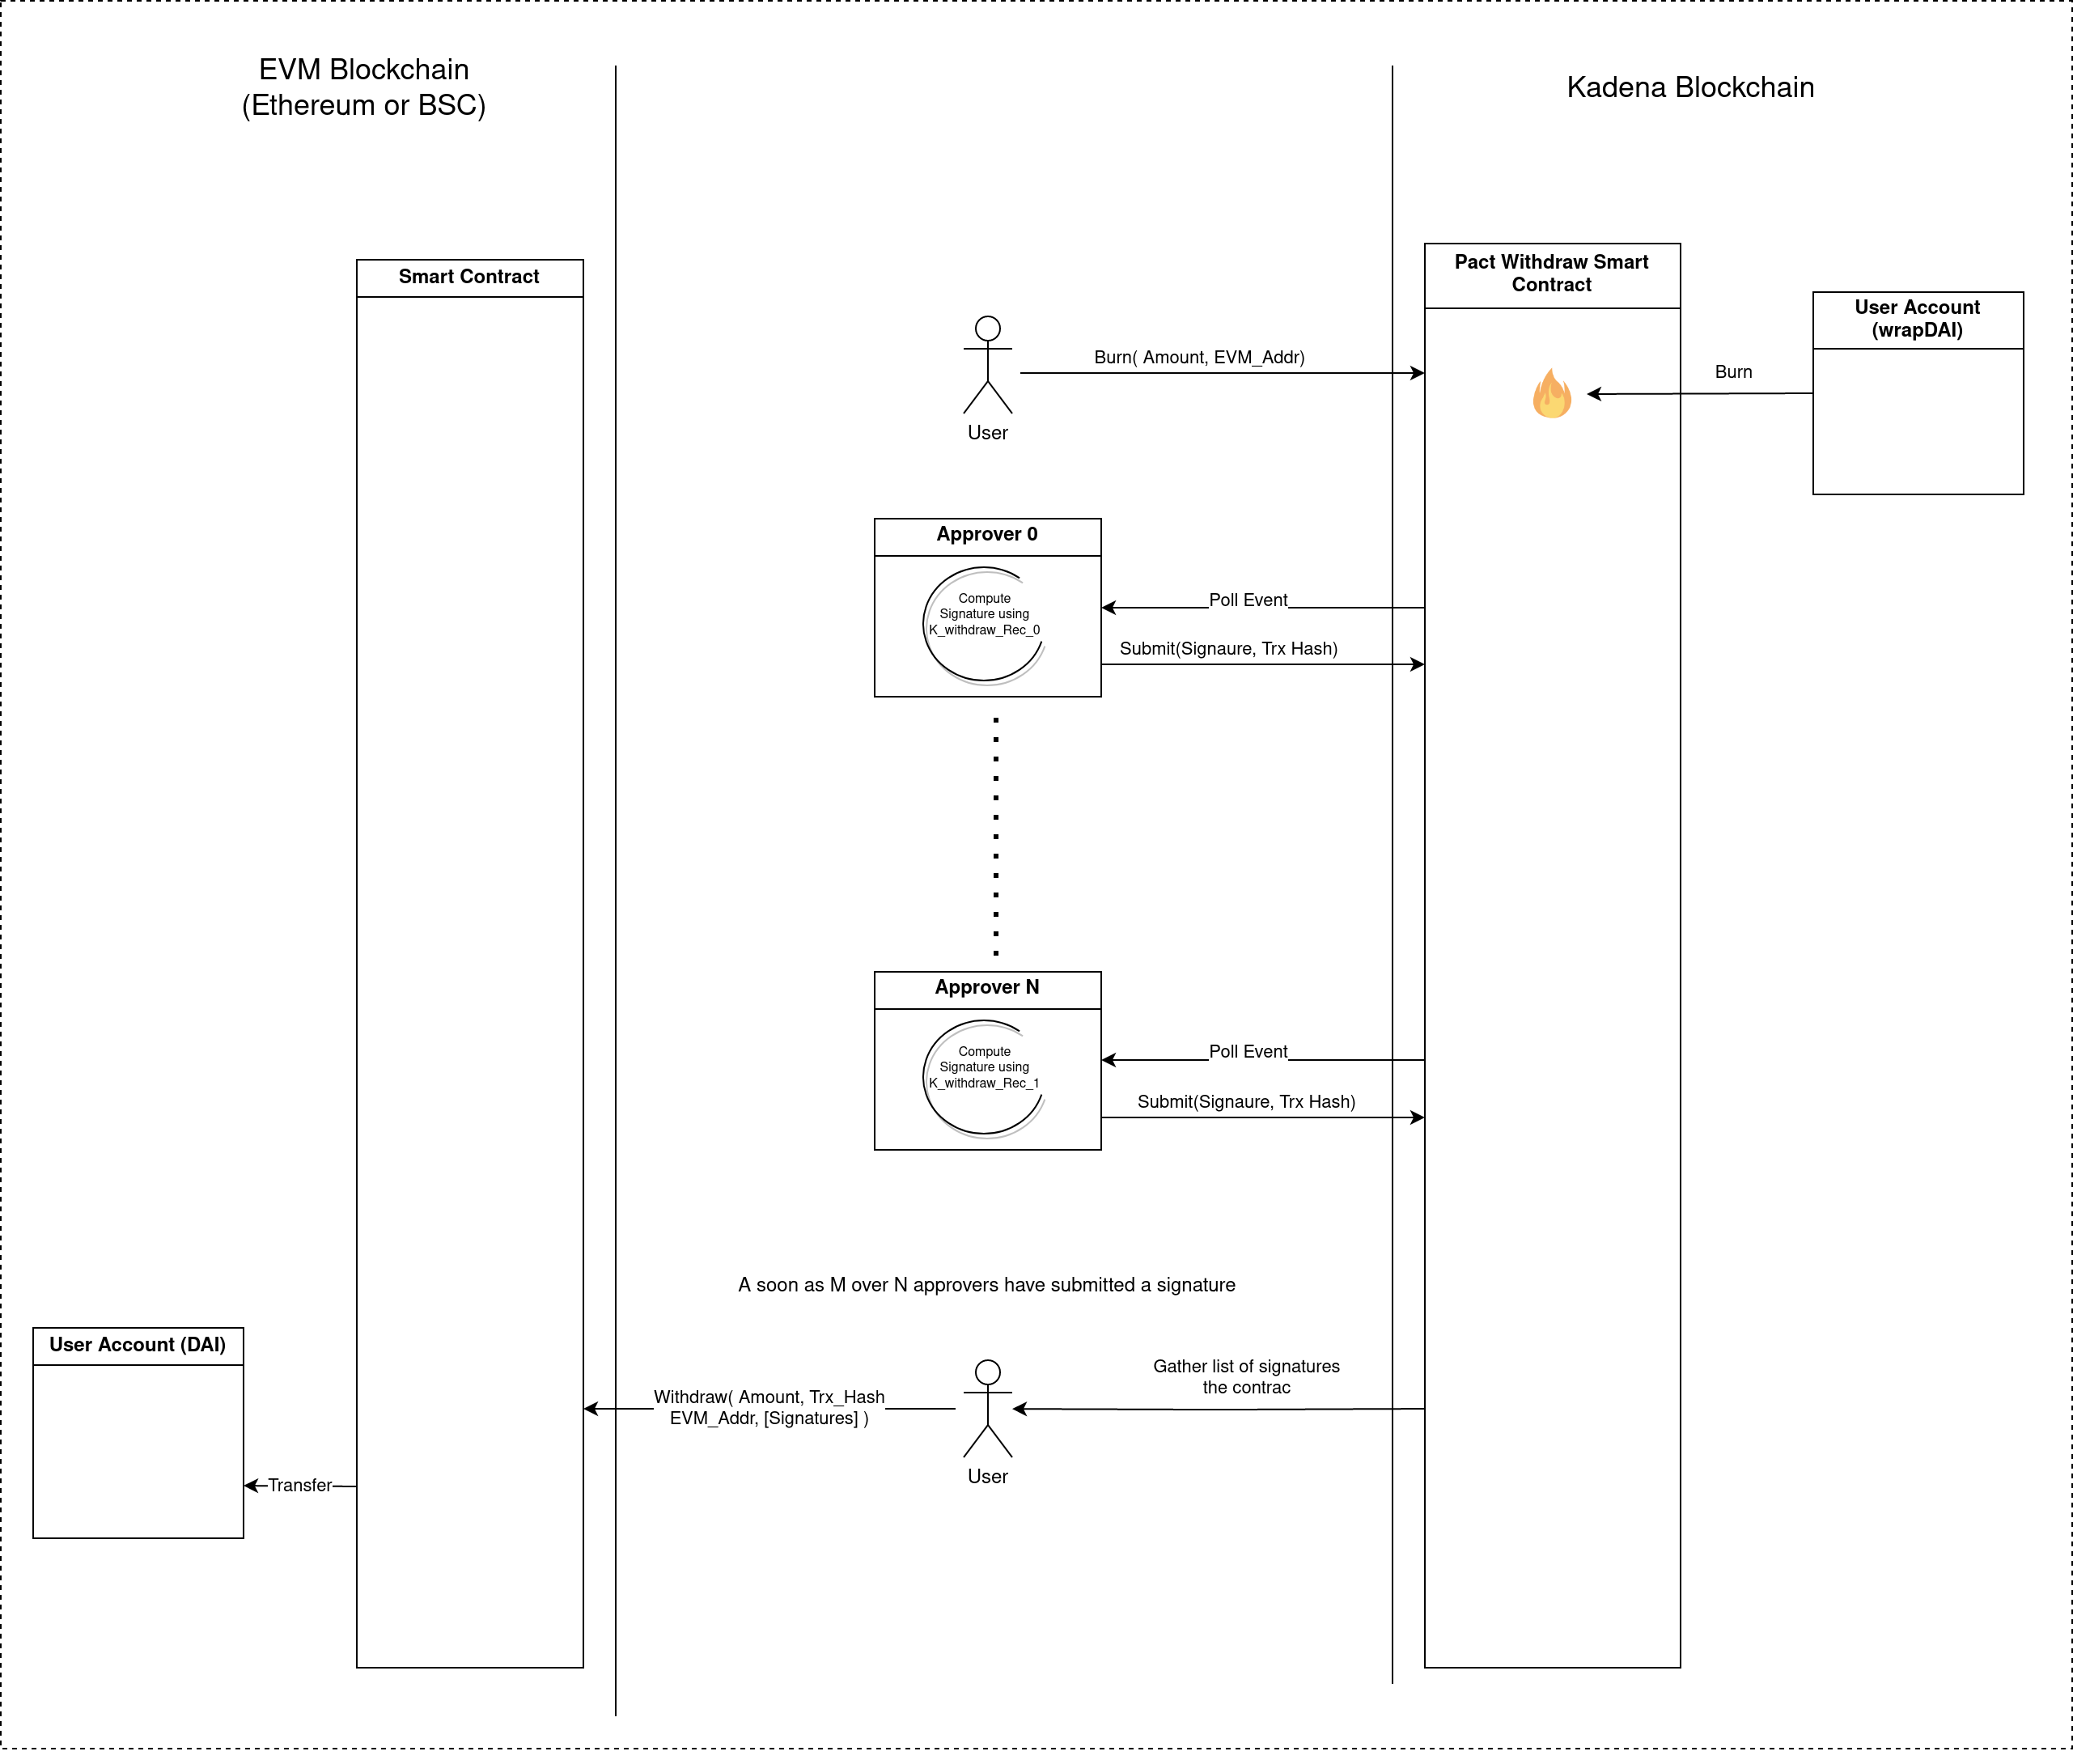 EVM Blockchain
(Ethereum or BSC)
Kadena Blockchain
Smart Contract
Pact Withdraw Smart
Contract
User Account
(wrapDAI)
Burn( Amount, EVM_Addr)
Burn
User
Approver 0
Compute
Signature using
K_withdraw_Rec_0
Poll Event
Submit(Signaure, Trx Hash)
Approver N
Compute
Signature using
K_withdraw_Rec_1
Poll Event
Submit(Signaure, Trx Hash)
A soon as M over N approvers have submitted a signature
User Account (DAI)
Gather list of signatures
the contrac
Withdraw( Amount, Trx_Hash
EVM_Addr, [Signatures] )
User
Transfer